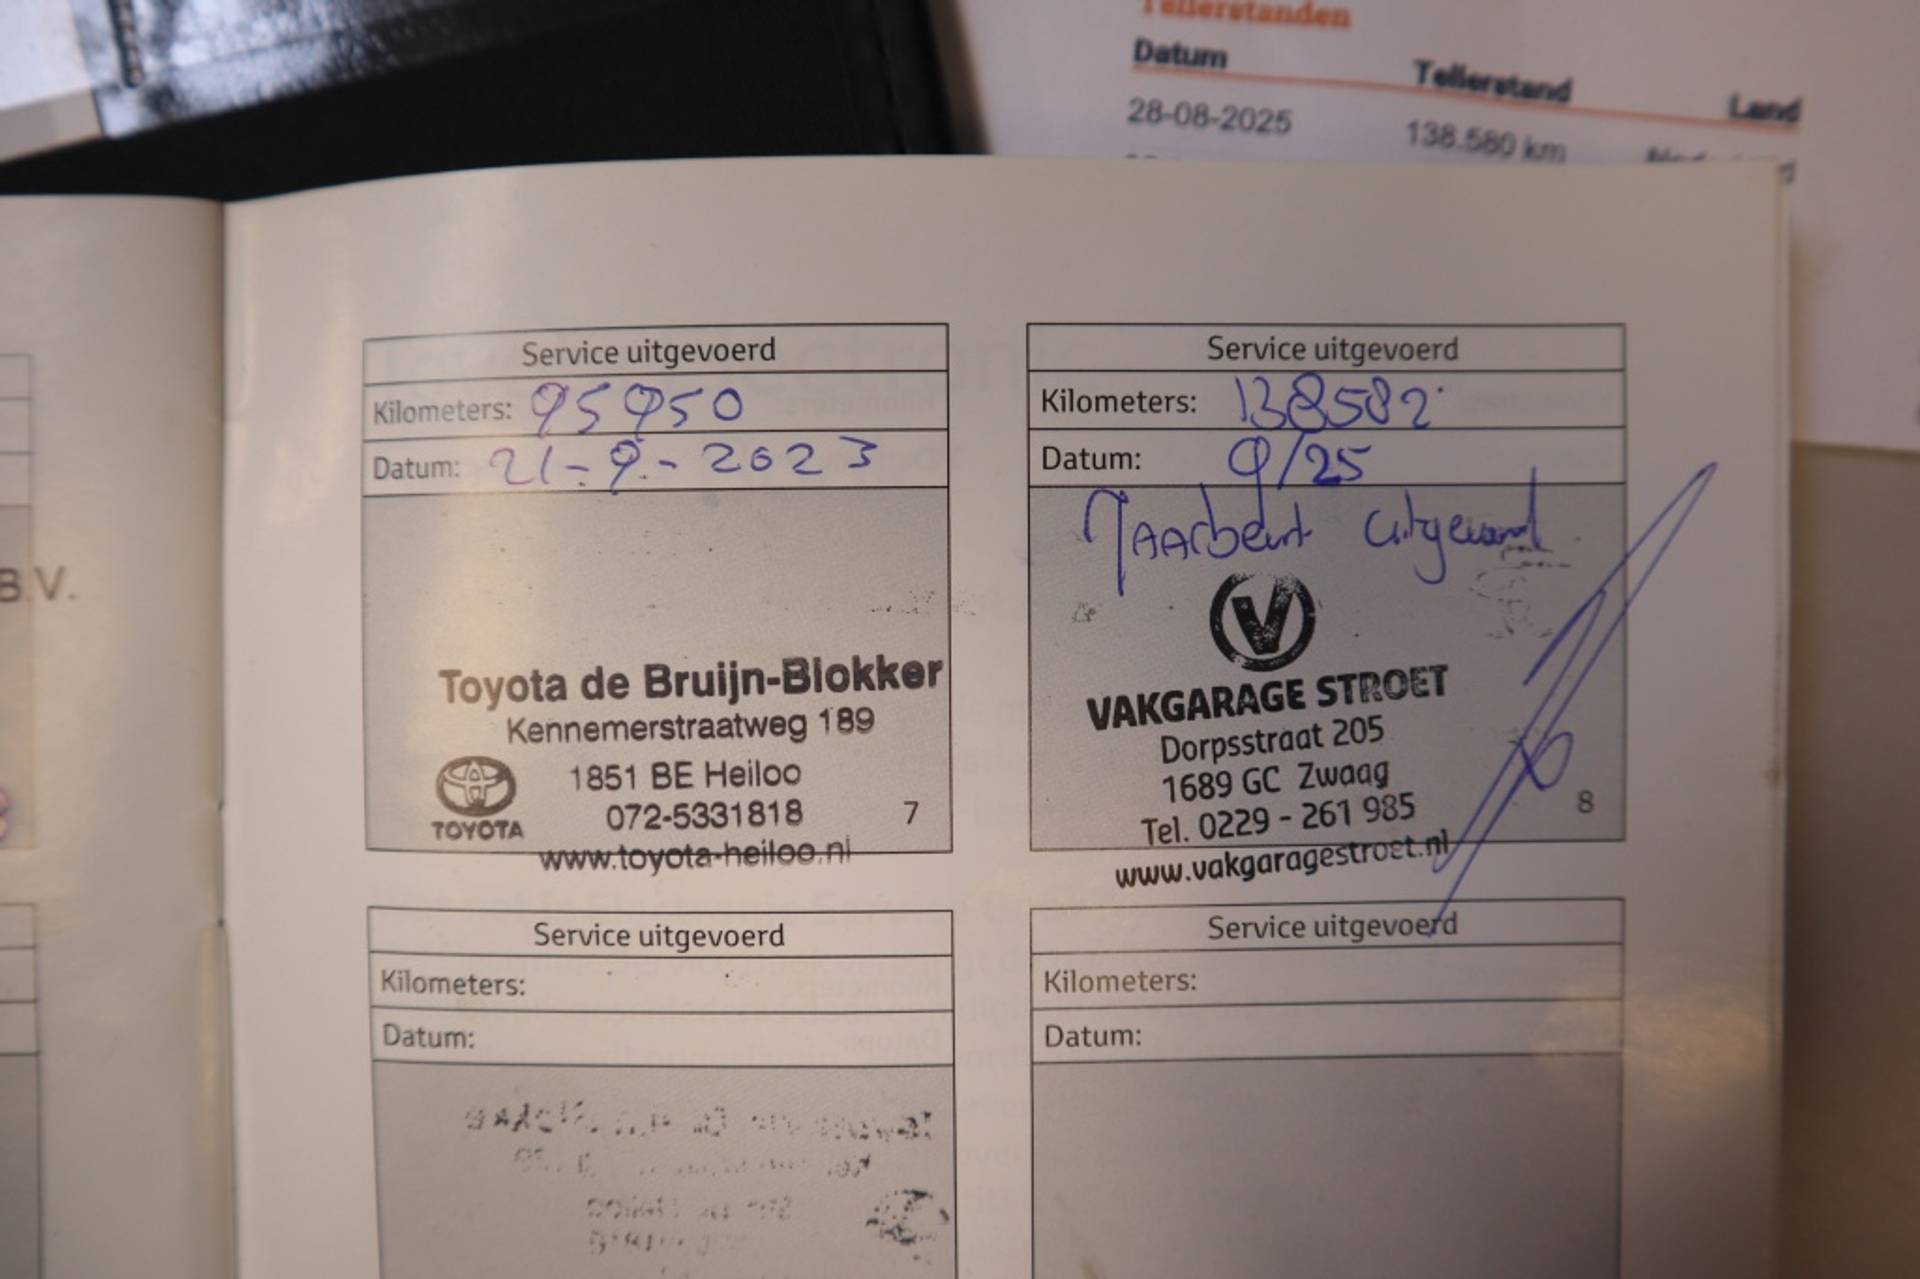 Tellerstanden
Datum Tellerstand Land
28-08-2025 138.580 km
B.V.
Service uitgevoerd
Kilometers: 95950
Datum: 21-9-2023
Toyota de Bruijn-Blokker
Kennemerstraatweg 189
1851 BE Heiloo
072-5331818
TOYOTA
www.toyota-heiloo.nl
7
Service uitgevoerd
Kilometers: 138582
Datum: 9/25
Jaarbeurt uitgevoerd
V
VAKGARAGE STROET
Dorpsstraat 205
1689 GC Zwaag
Tel. 0229 - 261 985
www.vakgaragestroet.nl
8
Service uitgevoerd
Kilometers:
Datum:
Service uitgevoerd
Kilometers:
Datum: